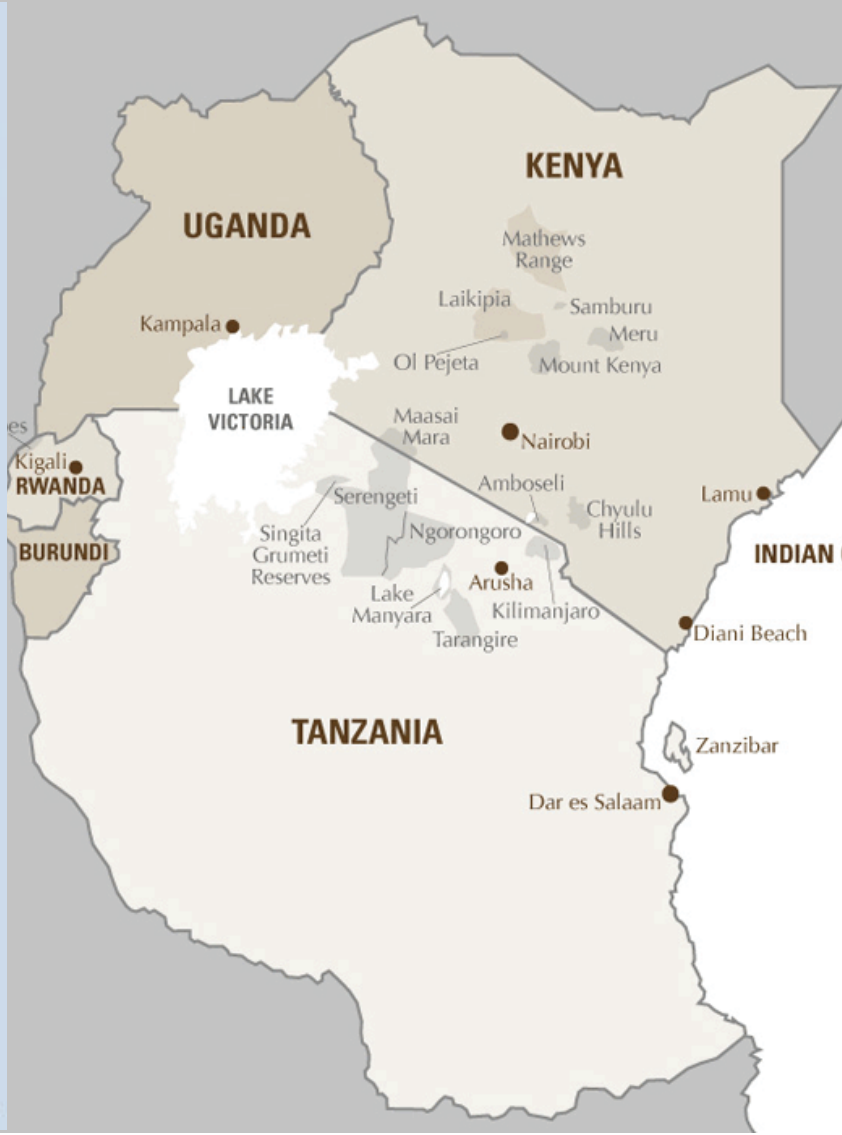 KENYA
UGANDA
Mathews
Range
Laikipia
Samburu
Kampala
Meru
Ol Pejeta
Mount Kenya
LAKE
VICTORIA
Maasai
Mara
es
Nairobi
Kigali
RWANDA
Amboseli
Serengeti
Lamu
Chyulu
Hills
Singita
Grumeti
Reserves
Ngorongoro
BURUNDI
INDIAN
Arusha
Lake
Manyara
Kilimanjaro
Tarangire
Diani Beach
TANZANIA
Zanzibar
Dar es Salaam